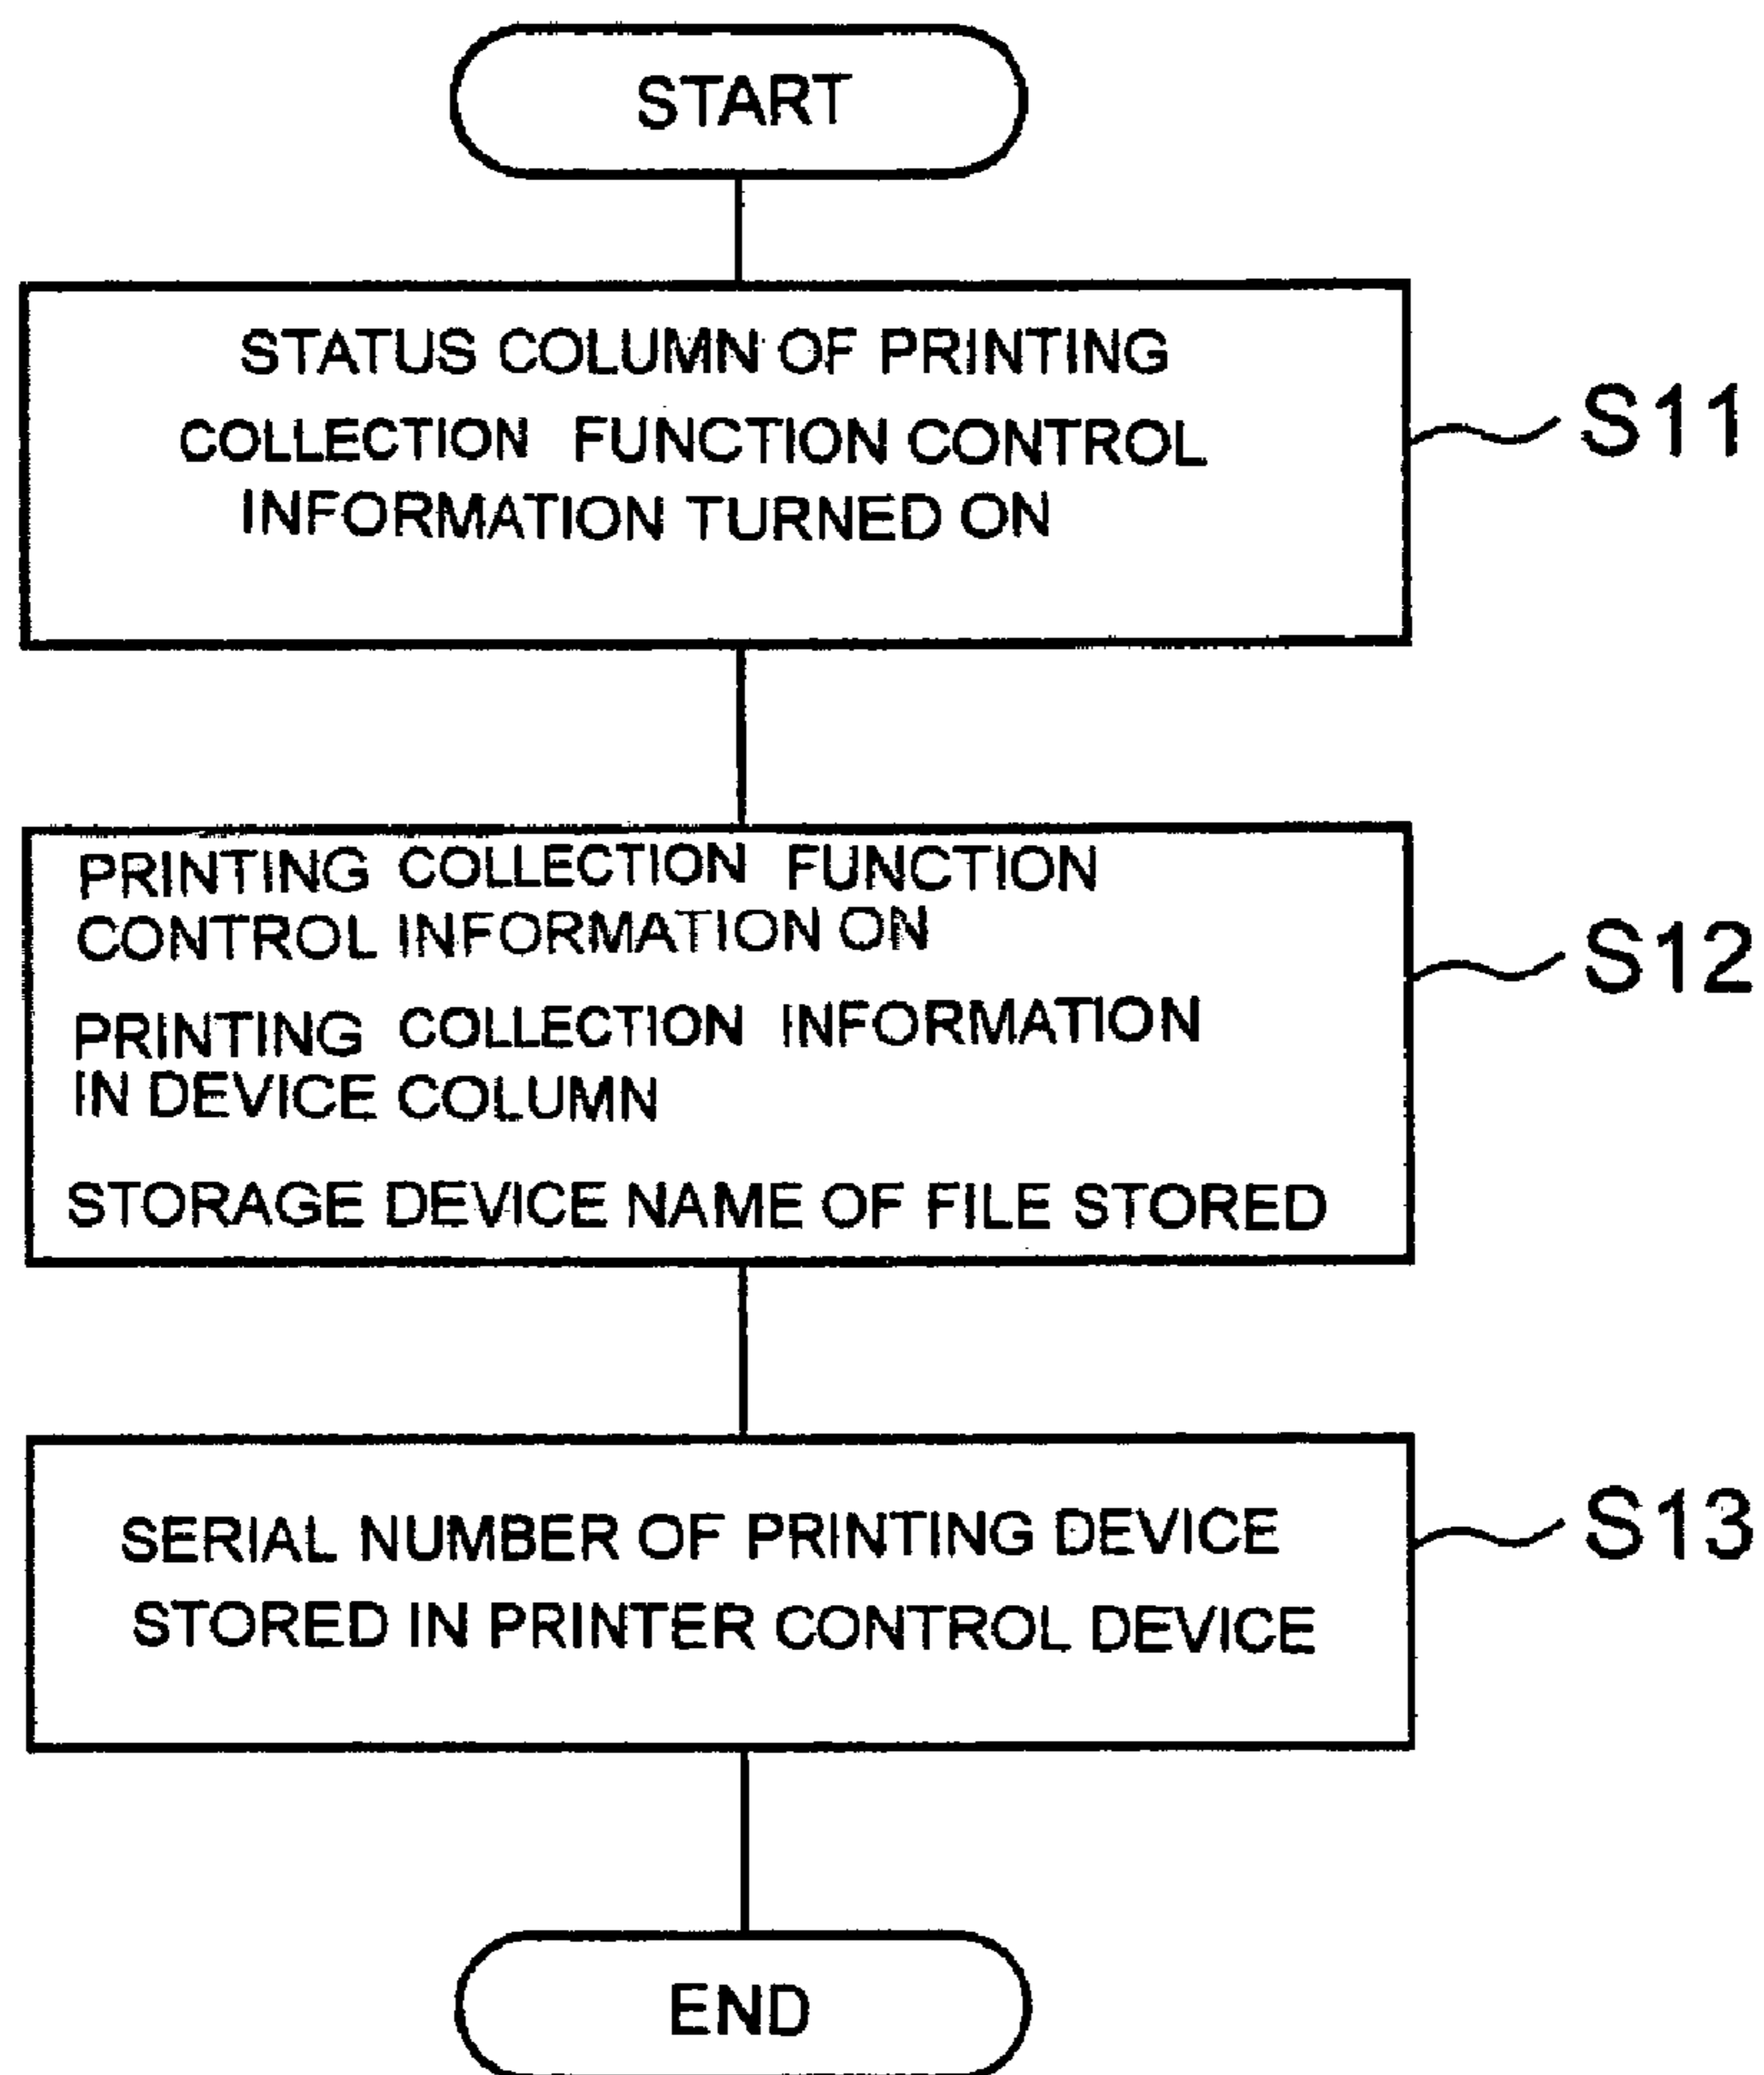 START
STATUS COLUMN OF PRINTING
COLLECTION FUNCTION CONTROL
INFORMATION TURNED ON
S11
PRINTING COLLECTION FUNCTION
CONTROL INFORMATION ON
PRINTING COLLECTION INFORMATION
IN DEVICE COLUMN
STORAGE DEVICE NAME OF FILE STORED
S12
SERIAL NUMBER OF PRINTING DEVICE
STORED IN PRINTER CONTROL DEVICE
S13
END